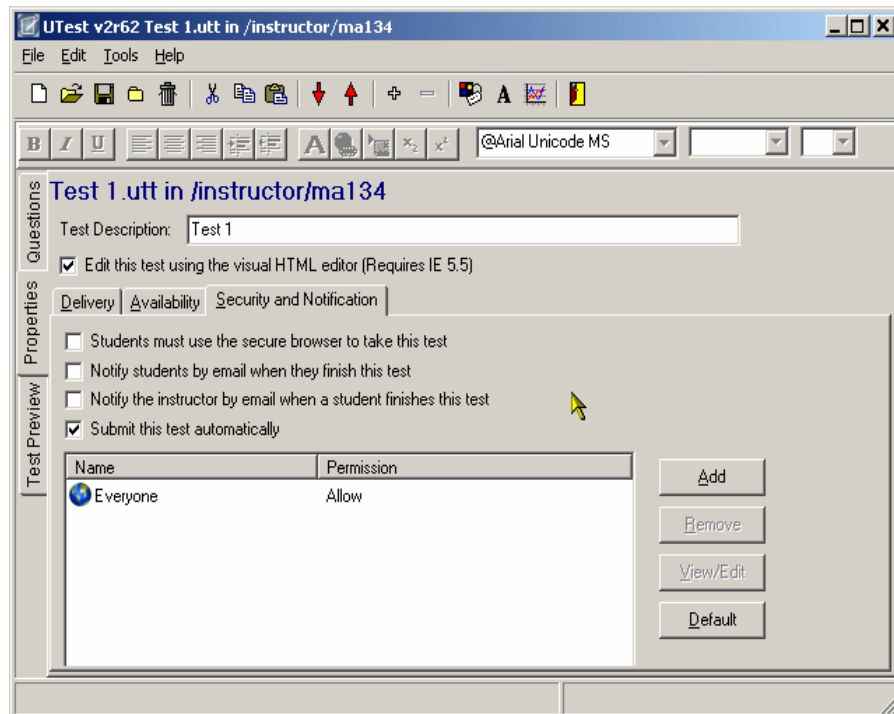 UTest v2r62 Test 1.utt in /instructor/ma134
File Edit Tools Help
B I U A x₂ x² @Arial Unicode MS
Questions
Properties
Test Preview
Test 1.utt in /instructor/ma134
Test Description: Test 1
Edit this test using the visual HTML editor (Requires IE 5.5)
Delivery Availability Security and Notification
Students must use the secure browser to take this test
Notify students by email when they finish this test
Notify the instructor by email when a student finishes this test
Submit this test automatically
Name Permission
Everyone Allow
Add
Remove
View/Edit
Default